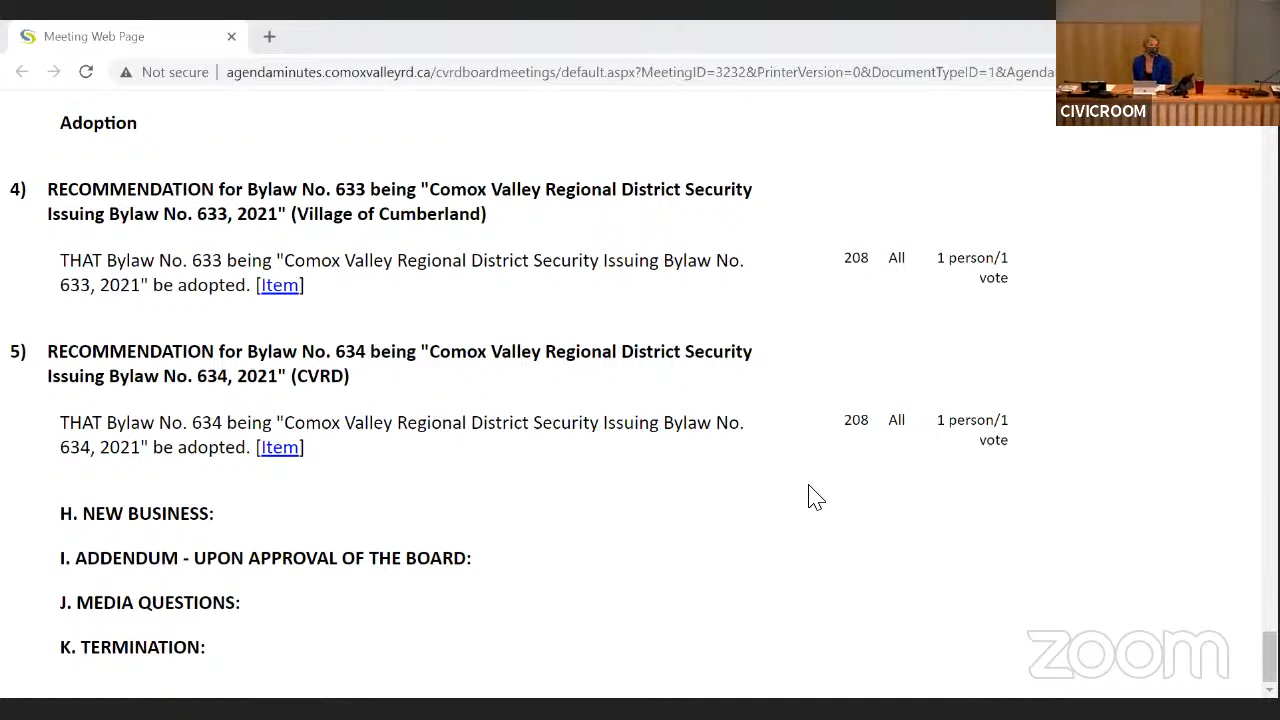 Meeting Web Page
Not secure
agendaminutes.comoxvalleyrd.ca/cvrdboardmeetings/default.aspx?MeetingID=3232&PrinterVersion=0&DocumentTypeID=1&Agenda
CIVICROOM
Adoption
4) RECOMMENDATION for Bylaw No. 633 being "Comox Valley Regional District Security
Issuing Bylaw No. 633, 2021" (Village of Cumberland)
THAT Bylaw No. 633 being "Comox Valley Regional District Security Issuing Bylaw No.
633, 2021" be adopted. [Item]
208 All 1 person/1
vote
5) RECOMMENDATION for Bylaw No. 634 being "Comox Valley Regional District Security
Issuing Bylaw No. 634, 2021" (CVRD)
THAT Bylaw No. 634 being "Comox Valley Regional District Security Issuing Bylaw No.
634, 2021" be adopted. [Item]
208 All 1 person/1
vote
H. NEW BUSINESS:
I. ADDENDUM - UPON APPROVAL OF THE BOARD:
J. MEDIA QUESTIONS:
K. TERMINATION:
zoom